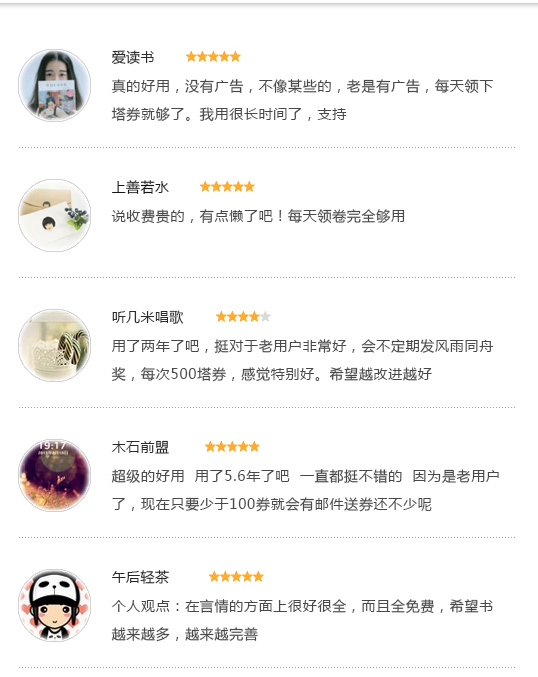 爱读书
真的好用，没有广告，不像某些的，老是有广告，每天领下
塔券就够了。我用很长时间了，支持
上善若水
说收费贵的，有点懒了吧！每天领卷完全够用
听几米唱歌
用了两年了吧，挺对于老用户非常好，会不定期发风雨同舟
奖，每次500塔券，感觉特别好。希望越改进越好
19:17
木石前盟
超级的好用 用了5.6年了吧 一直都挺不错的 因为是老用户
了，现在只要少于100券就会有邮件送券还不少呢
午后轻茶
个人观点：在言情的方面上很好很全，而且全免费，希望书
越来越多，越来越完善